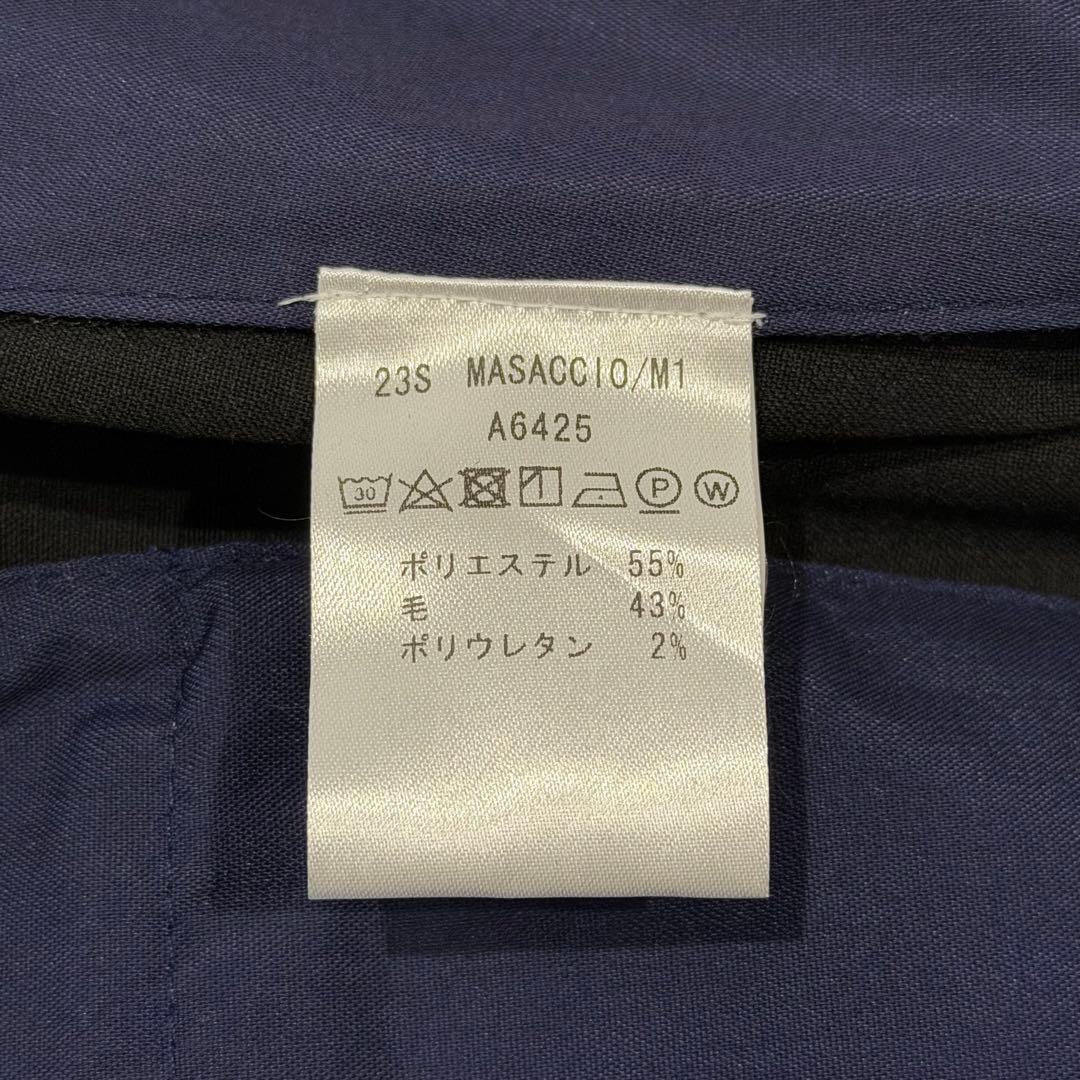 23S MASACCIO/M1
A6425
30 P W
ポリエステル 55%
毛 43%
ポリウレタン 2%